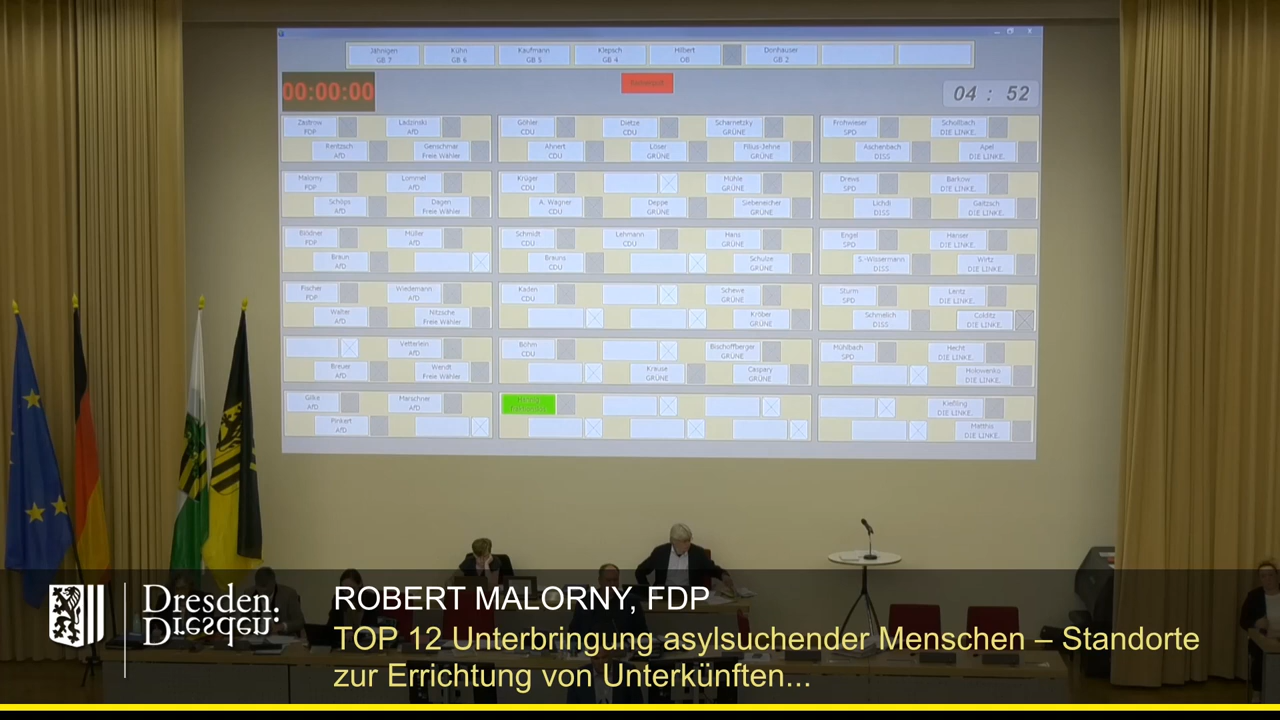 Jähnigen Kühn Kaufmann Klepsch Hilbert Donhauser
GB 7 GB 6 GB 5 GB 4 OB GB 2
00:00:00
04 : 52
Zastrow Ladzinski Göhler Dietze Scharnetzky Frohwieser Schollbach
FDP AfD CDU CDU GRÜNE SPD DIE LINKE.
Rentzsch Genschmar Ahnert Löser Filius-Jehne Aschenbach Apel
AfD Freie Wähler CDU GRÜNE GRÜNE DISS DIE LINKE.
Malorny Lommel Krüger Mühle Drews Barkow
FDP AfD CDU GRÜNE SPD DIE LINKE.
Schöps Dagen A. Wagner Deppe Siebeneicher Lichdi Gaitzsch
AfD Freie Wähler CDU GRÜNE GRÜNE DISS DIE LINKE.
Blödner Müller Schmidt Lehmann Hans Engel Hanser
FDP AfD CDU CDU GRÜNE SPD DIE LINKE.
Braun Brauns Schulze S.-Wissermann Wirtz
AfD CDU GRÜNE DISS DIE LINKE.
Fischer Wiedemann Kaden Schewe Sturm Lentz
FDP AfD CDU GRÜNE SPD DIE LINKE.
Walter Nitzsche Kröber Schmelich Colditz
AfD Freie Wähler GRÜNE DISS DIE LINKE.
Vetterlein Böhm Bischoffberger Mühlbach Hecht
AfD CDU GRÜNE SPD DIE LINKE.
Breuer Wendt Krause Caspary Holowenko
AfD Freie Wähler GRÜNE GRÜNE DIE LINKE.
Gilke Marschner Kießling
AfD AfD DIE LINKE.
Pinkert Matthis
AfD DIE LINKE.
Dresden.
Dresden.
ROBERT MALORNY, FDP
TOP 12 Unterbringung asylsuchender Menschen – Standorte
zur Errichtung von Unterkünften...